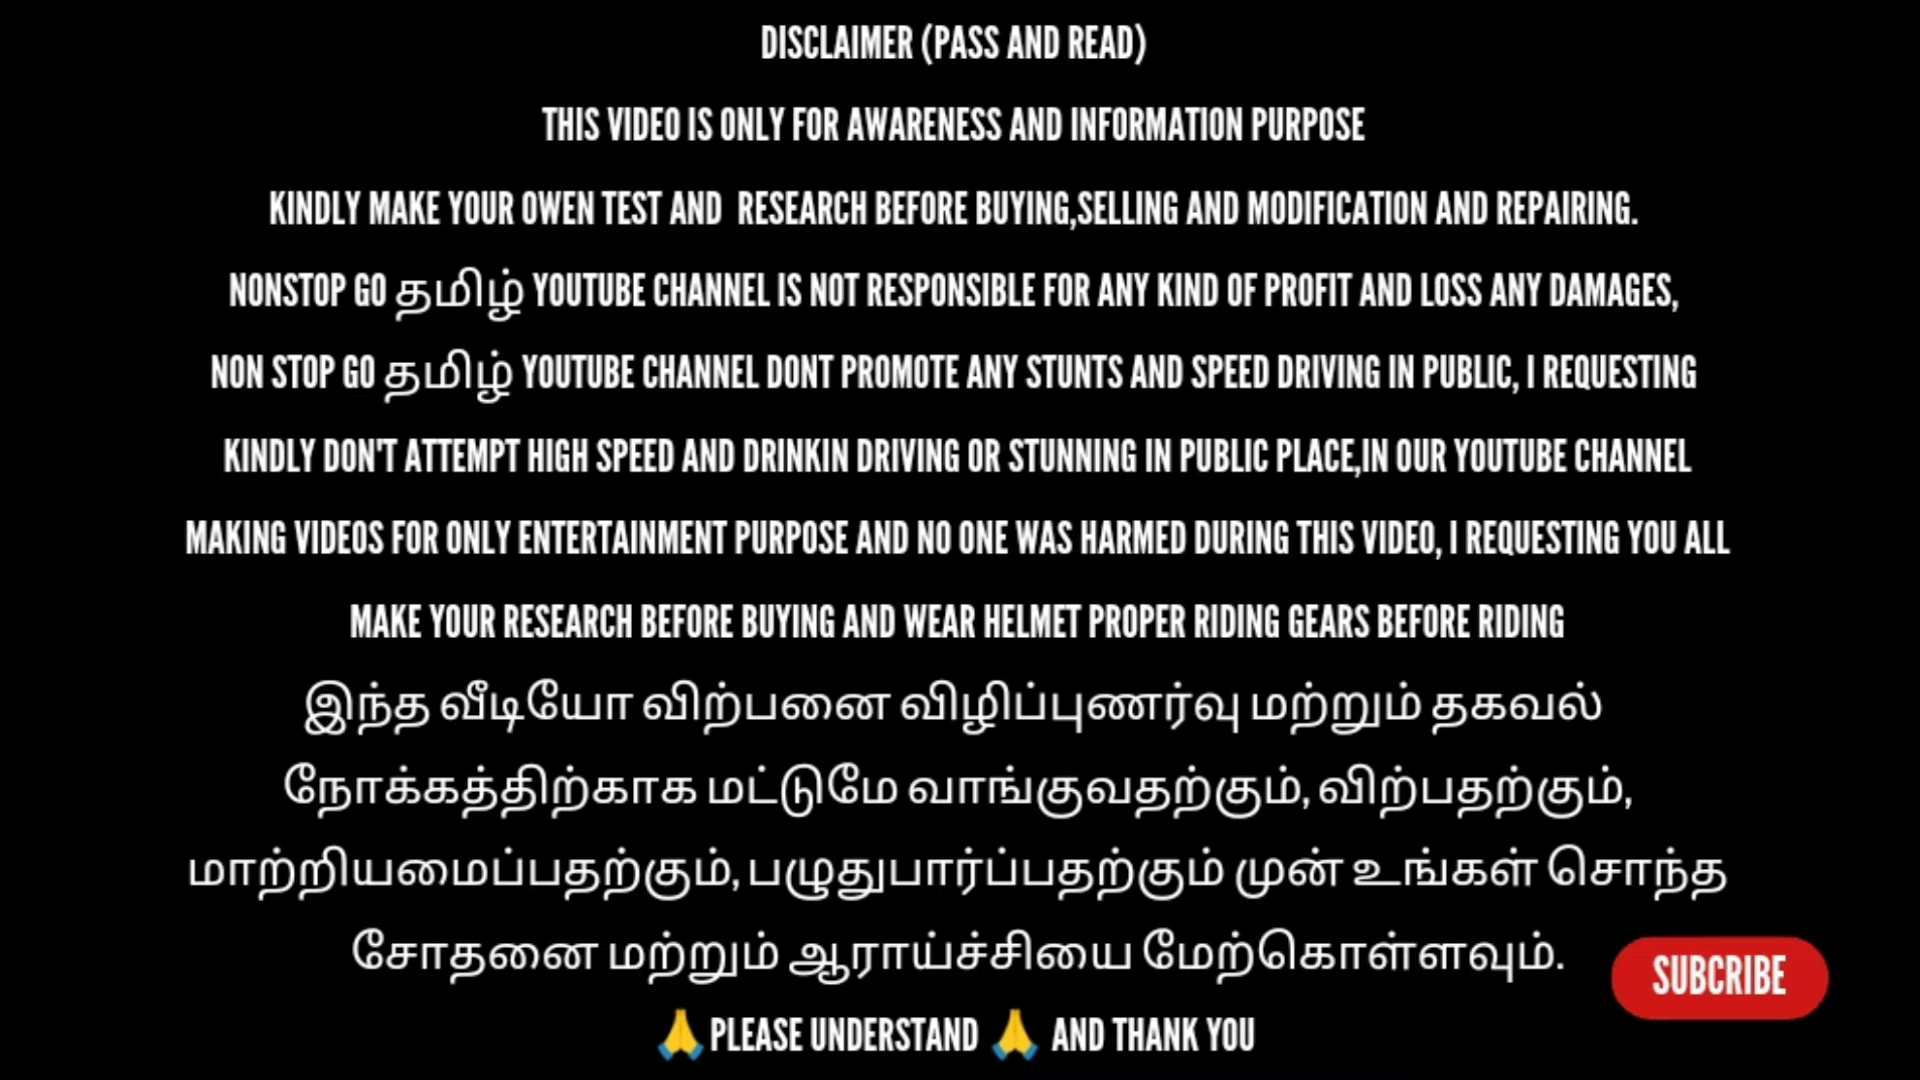 DISCLAIMER (PASS AND READ)
THIS VIDEO IS ONLY FOR AWARENESS AND INFORMATION PURPOSE
KINDLY MAKE YOUR OWEN TEST AND RESEARCH BEFORE BUYING,SELLING AND MODIFICATION AND REPAIRING.
NONSTOP GO தமிழ் YOUTUBE CHANNEL IS NOT RESPONSIBLE FOR ANY KIND OF PROFIT AND LOSS ANY DAMAGES,
NON STOP GO தமிழ் YOUTUBE CHANNEL DONT PROMOTE ANY STUNTS AND SPEED DRIVING IN PUBLIC, I REQUESTING
KINDLY DON'T ATTEMPT HIGH SPEED AND DRINKIN DRIVING OR STUNNING IN PUBLIC PLACE,IN OUR YOUTUBE CHANNEL
MAKING VIDEOS FOR ONLY ENTERTAINMENT PURPOSE AND NO ONE WAS HARMED DURING THIS VIDEO, I REQUESTING YOU ALL
MAKE YOUR RESEARCH BEFORE BUYING AND WEAR HELMET PROPER RIDING GEARS BEFORE RIDING
இந்த வீடியோ விற்பனை விழிப்புணர்வு மற்றும் தகவல்
நோக்கத்திற்காக மட்டுமே வாங்குவதற்கும், விற்பதற்கும்,
மாற்றியமைப்பதற்கும், பழுதுபார்ப்பதற்கும் முன் உங்கள் சொந்த
சோதனை மற்றும் ஆராய்ச்சியை மேற்கொள்ளவும்.
SUBCRIBE
🙏PLEASE UNDERSTAND 🙏 AND THANK YOU